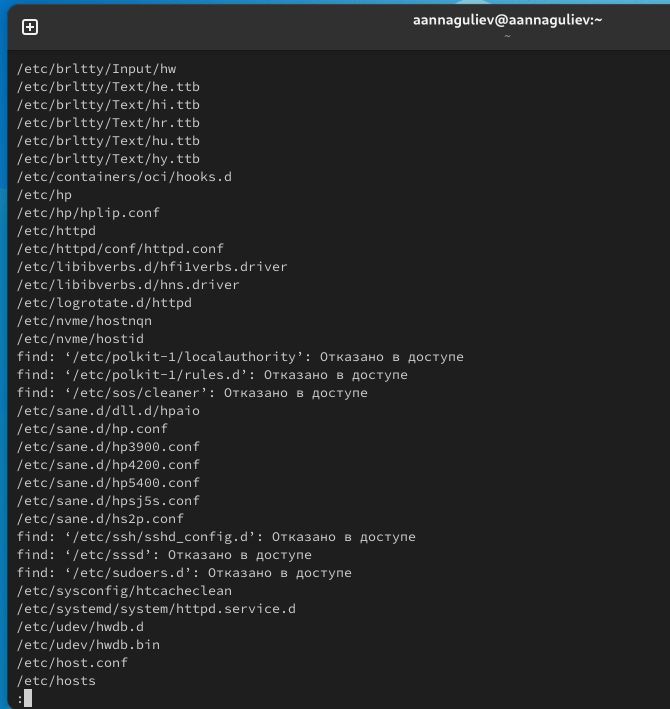 aannaguliev@aannaguliev:~
~
/etc/brltty/Input/hw
/etc/brltty/Text/he.ttb
/etc/brltty/Text/hi.ttb
/etc/brltty/Text/hr.ttb
/etc/brltty/Text/hu.ttb
/etc/brltty/Text/hy.ttb
/etc/containers/oci/hooks.d
/etc/hp
/etc/hp/hplip.conf
/etc/httpd
/etc/httpd/conf/httpd.conf
/etc/libibverbs.d/hfi1verbs.driver
/etc/libibverbs.d/hns.driver
/etc/logrotate.d/httpd
/etc/nvme/hostnqn
/etc/nvme/hostid
find: ‘/etc/polkit-1/localauthority’: Отказано в доступе
find: ‘/etc/polkit-1/rules.d’: Отказано в доступе
find: ‘/etc/sos/cleaner’: Отказано в доступе
/etc/sane.d/dll.d/hpaio
/etc/sane.d/hp.conf
/etc/sane.d/hp3900.conf
/etc/sane.d/hp4200.conf
/etc/sane.d/hp5400.conf
/etc/sane.d/hpsj5s.conf
/etc/sane.d/hs2p.conf
find: ‘/etc/ssh/sshd_config.d’: Отказано в доступе
find: ‘/etc/sssd’: Отказано в доступе
find: ‘/etc/sudoers.d’: Отказано в доступе
/etc/sysconfig/htcacheclean
/etc/systemd/system/httpd.service.d
/etc/udev/hwdb.d
/etc/udev/hwdb.bin
/etc/host.conf
/etc/hosts
: